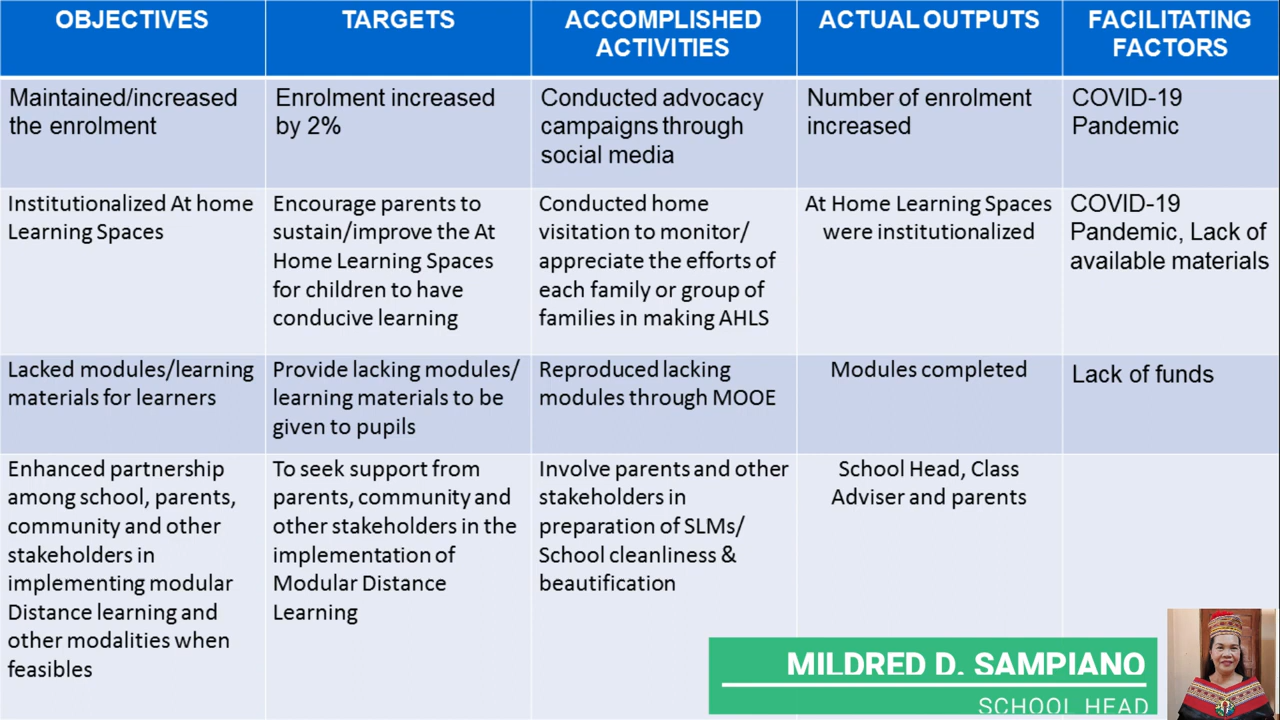 OBJECTIVES
TARGETS
ACCOMPLISHED
ACTIVITIES
ACTUAL OUTPUTS
FACILITATING
FACTORS
Maintained/increased
the enrolment
Enrolment increased
by 2%
Conducted advocacy
campaigns through
social media
Number of enrolment
increased
COVID-19
Pandemic
Institutionalized At home
Learning Spaces
Encourage parents to
sustain/improve the At
Home Learning Spaces
for children to have
conducive learning
Conducted home
visitation to monitor/
appreciate the efforts of
each family or group of
families in making AHLS
At Home Learning Spaces
were institutionalized
COVID-19
Pandemic, Lack of
available materials
Lacked modules/learning
materials for learners
Provide lacking modules/
learning materials to be
given to pupils
Reproduced lacking
modules through MOOE
Modules completed
Lack of funds
Enhanced partnership
among school, parents,
community and other
stakeholders in
implementing modular
Distance learning and
other modalities when
feasibles
To seek support from
parents, community and
other stakeholders in the
implementation of
Modular Distance
Learning
Involve parents and other
stakeholders in
preparation of SLMs/
School cleanliness &
beautification
School Head, Class
Adviser and parents
MILDRED D. SAMPIANO
SCHOOL HEAD